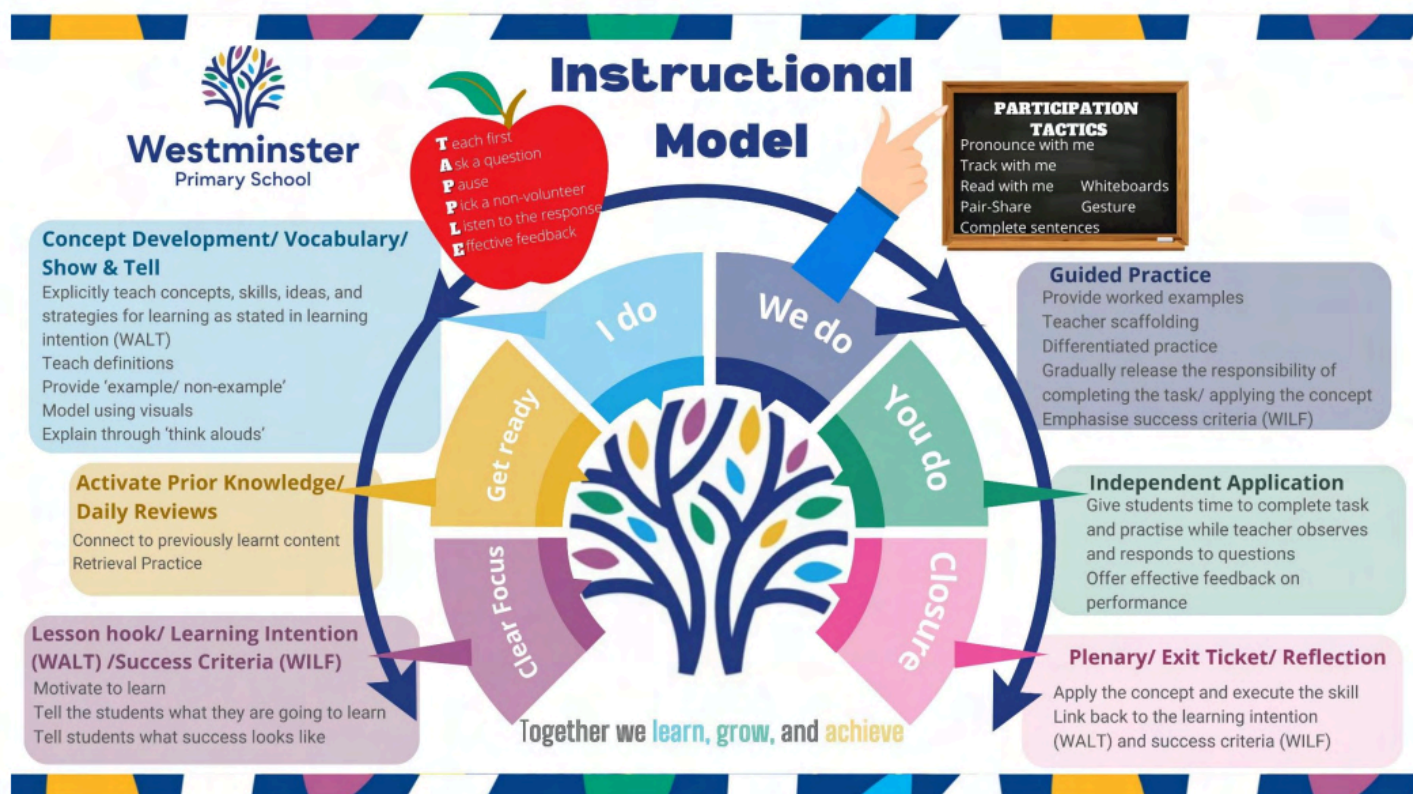 Westminster
Primary School
Instructional
Model
Teach first
Ask a question
Pause
Pick a non-volunteer
Listen to the response
Effective feedback
PARTICIPATION
TACTICS
Pronounce with me
Track with me
Read with me Whiteboards
Pair-Share Gesture
Complete sentences
Concept Development/ Vocabulary/
Show & Tell
Explicitly teach concepts, skills, ideas, and
strategies for learning as stated in learning
intention (WALT)
Teach definitions
Provide ‘example/ non-example’
Model using visuals
Explain through ‘think alouds’
Activate Prior Knowledge/
Daily Reviews
Connect to previously learnt content
Retrieval Practice
Lesson hook/ Learning Intention
(WALT) /Success Criteria (WILF)
Motivate to learn
Tell the students what they are going to learn
Tell students what success looks like
Clear Focus
Get ready
I do
We do
You do
Closure
Guided Practice
Provide worked examples
Teacher scaffolding
Differentiated practice
Gradually release the responsibility of
completing the task/ applying the concept
Emphasise success criteria (WILF)
Independent Application
Give students time to complete task
and practise while teacher observes
and responds to questions
Offer effective feedback on
performance
Plenary/ Exit Ticket/ Reflection
Apply the concept and execute the skill
Link back to the learning intention
(WALT) and success criteria (WILF)
Together we learn, grow, and achieve